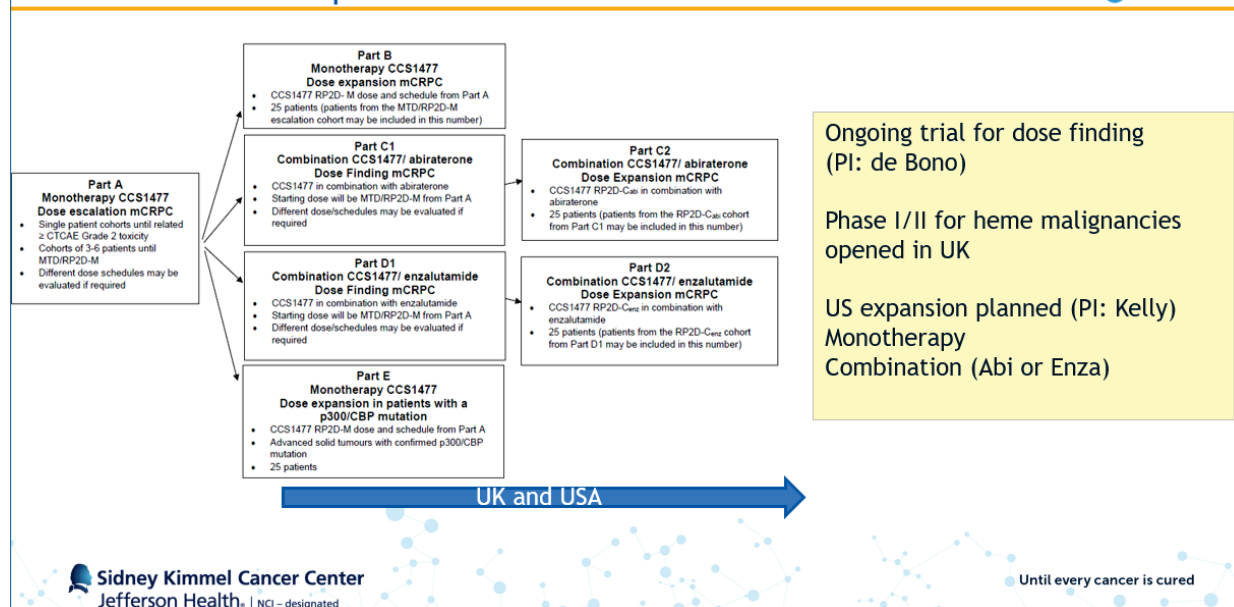 Part A
Monotherapy CCS1477
Dose escalation mCRPC
• Single patient cohorts until related
≥ CTCAE Grade 2 toxicity
• Cohorts of 3-6 patients until
MTD/RP2D-M
• Different dose schedules may be
evaluated if required
Part B
Monotherapy CCS1477
Dose expansion mCRPC
• CCS1477 RP2D- M dose and schedule from Part A
• 25 patients (patients from the MTD/RP2D-M
escalation cohort may be included in this number)
Part C1
Combination CCS1477/ abiraterone
Dose Finding mCRPC
• CCS1477 in combination with abiraterone
• Starting dose will be MTD/RP2D-M from Part A
• Different dose/schedules may be evaluated if
required
Part C2
Combination CCS1477/ abiraterone
Dose Expansion mCRPC
• CCS1477 RP2D-Cabi in combination with
abiraterone
• 25 patients (patients from the RP2D-Cabi cohort
from Part C1 may be included in this number)
Part D1
Combination CCS1477/ enzalutamide
Dose Finding mCRPC
• CCS1477 in combination with enzalutamide
• Starting dose will be MTD/RP2D-M from Part A
• Different dose/schedules may be evaluated if
required
Part D2
Combination CCS1477/ enzalutamide
Dose Expansion mCRPC
• CCS1477 RP2D-Cenz in combination with
enzalutamide
• 25 patients (patients from the RP2D-Cenz cohort
from Part D1 may be included in this number)
Part E
Monotherapy CCS1477
Dose expansion in patients with a
p300/CBP mutation
• CCS1477 RP2D-M dose and schedule from Part A
• Advanced solid tumours with confirmed p300/CBP
mutation
• 25 patients
Ongoing trial for dose finding
(PI: de Bono)
Phase I/II for heme malignancies
opened in UK
US expansion planned (PI: Kelly)
Monotherapy
Combination (Abi or Enza)
UK and USA
Sidney Kimmel Cancer Center
Jefferson Health® | NCI – designated
Until every cancer is cured